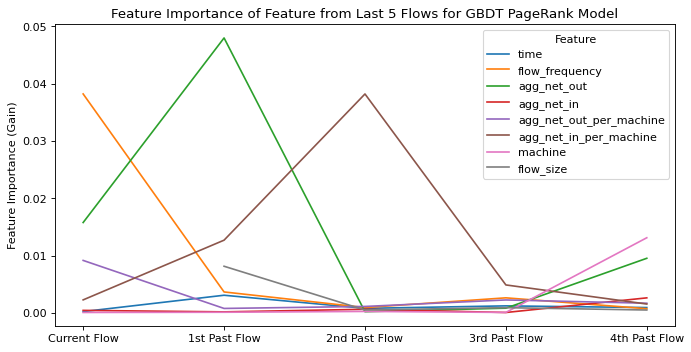 Feature Importance of Feature from Last 5 Flows for GBDT PageRank Model
Feature Importance (Gain)
0.05
0.04
0.03
0.02
0.01
0.00
Feature
time
flow_frequency
agg_net_out
agg_net_in
agg_net_out_per_machine
agg_net_in_per_machine
machine
flow_size
Current Flow
1st Past Flow
2nd Past Flow
3rd Past Flow
4th Past Flow